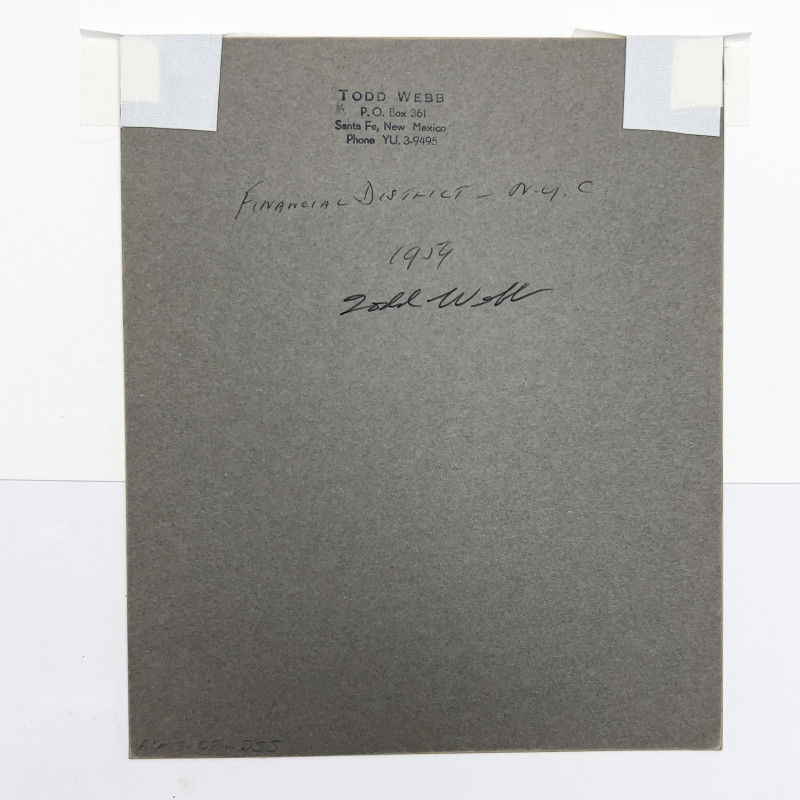 TODD WEBB
P.O. Box 361
Santa Fe, New Mexico
Phone YU. 3-9495
FINANCIAL DISTRICT - N.Y.C
1959
Todd Webb